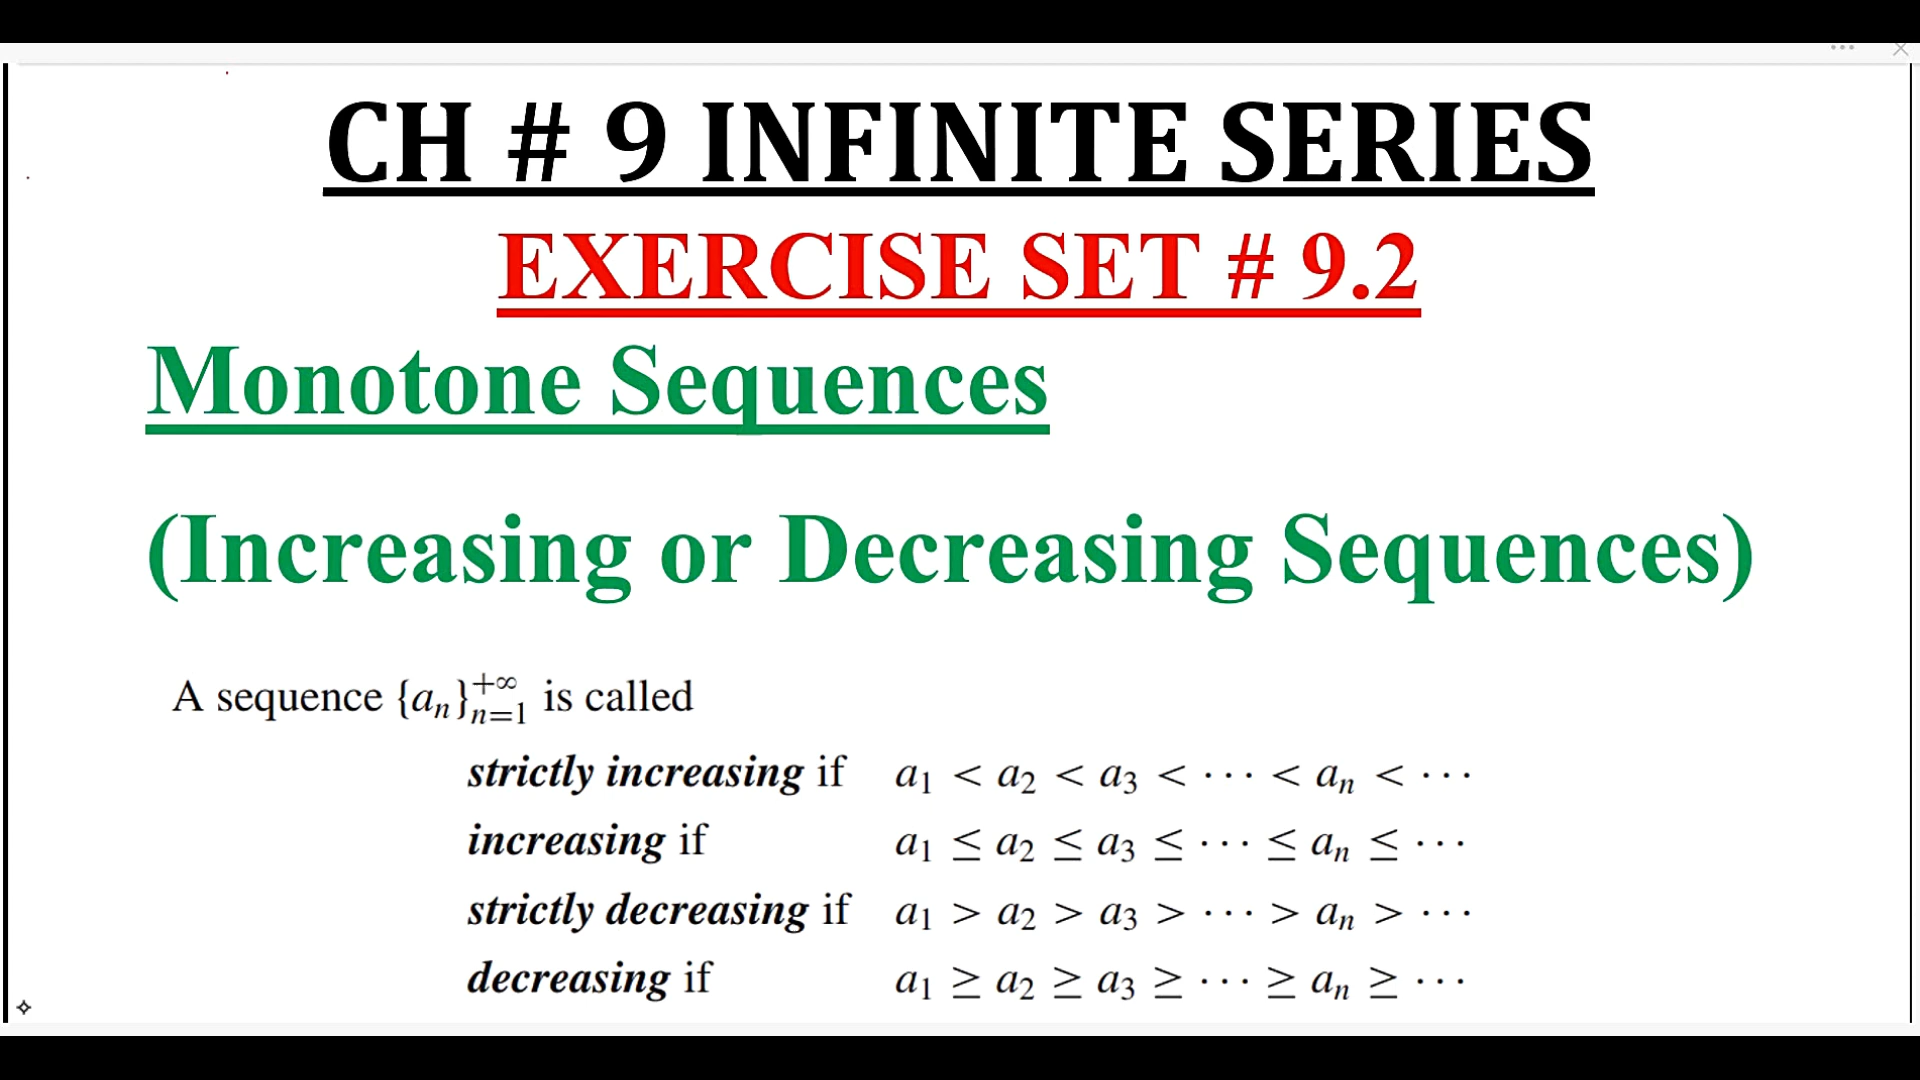 CH # 9 INFINITE SERIES
EXERCISE SET # 9.2
Monotone Sequences
(Increasing or Decreasing Sequences)
A sequence {aₙ}ₙ₌₁⁺∞ is called
strictly increasing if a₁ < a₂ < a₃ < ··· < aₙ < ···
increasing if a₁ ≤ a₂ ≤ a₃ ≤ ··· ≤ aₙ ≤ ···
strictly decreasing if a₁ > a₂ > a₃ > ··· > aₙ > ···
decreasing if a₁ ≥ a₂ ≥ a₃ ≥ ··· ≥ aₙ ≥ ···